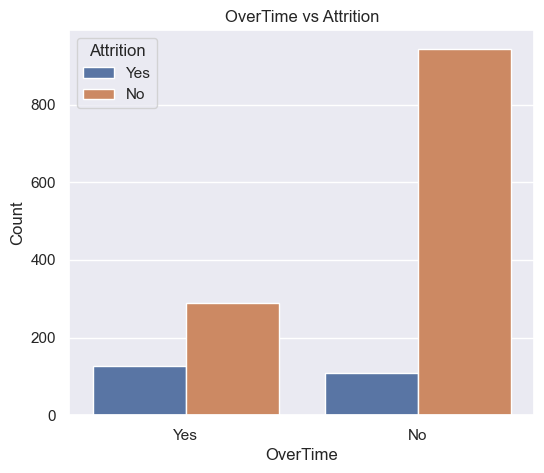 OverTime vs Attrition
Attrition
Yes
No
800
600
400
200
0
Count
Yes
No
OverTime